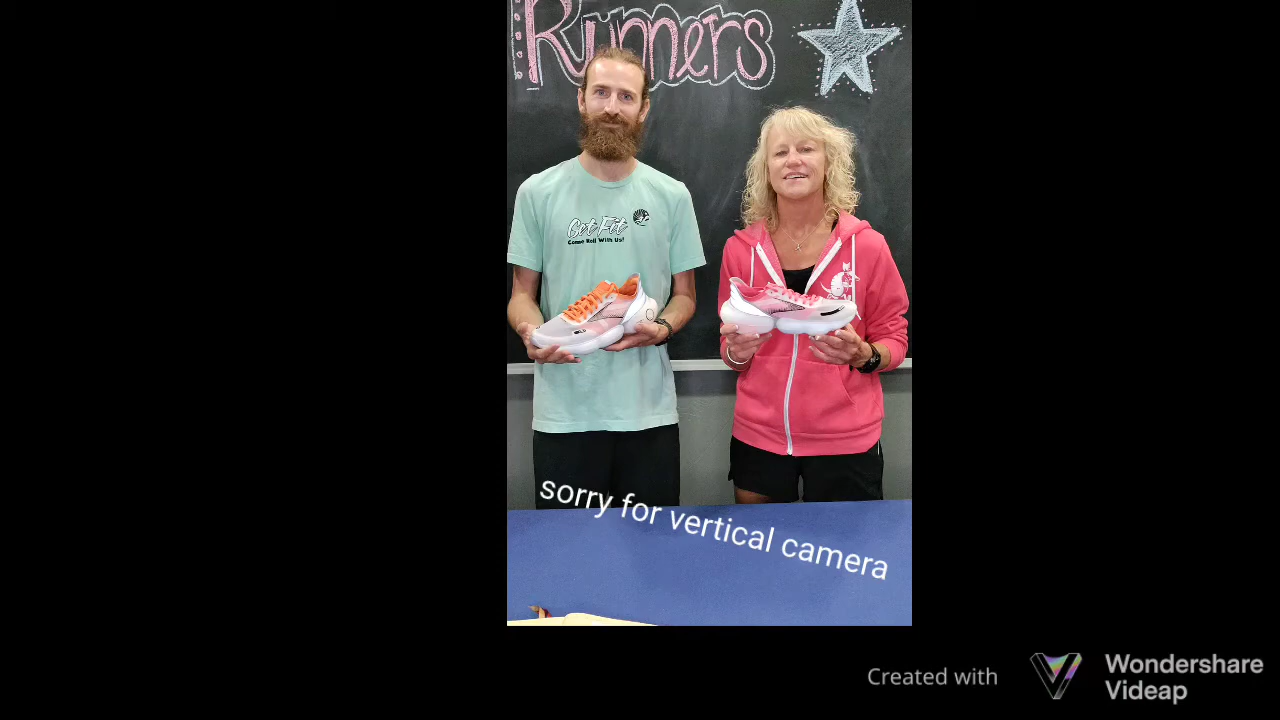 Runners
Get Fit
Come Roll With Us!
sorry for vertical camera
Created with
Wondershare
Videap